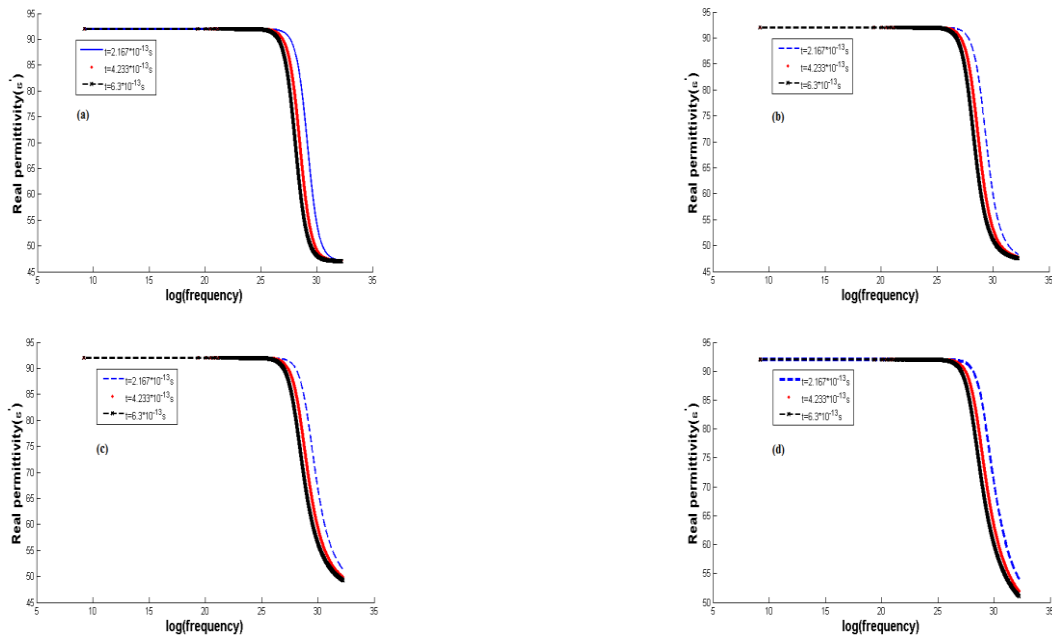 95
90
85
80
75
70
65
60
55
50
45
Real permittivity(ε')
t=2.167*10-13s
t=4.233*10-13s
t=6.3*10-13s
(a)
5 10 15 20 25 30 35
log(frequency)
95
90
85
80
75
70
65
60
55
50
45
Real permittivity(ε')
t=2.167*10-13s
t=4.233*10-13s
t=6.3*10-13s
(b)
5 10 15 20 25 30 35
log(frequency)
95
90
85
80
75
70
65
60
55
50
45
Real permittivity(ε')
t=2.167*10-13s
t=4.233*10-13s
t=6.3*10-13s
(c)
5 10 15 20 25 30 35
log(frequency)
95
90
85
80
75
70
65
60
55
50
Real permittivity(ε')
t=2.167*10-13s
t=4.233*10-13s
t=6.3*10-13s
(d)
5 10 15 20 25 30 35
log(frequency)